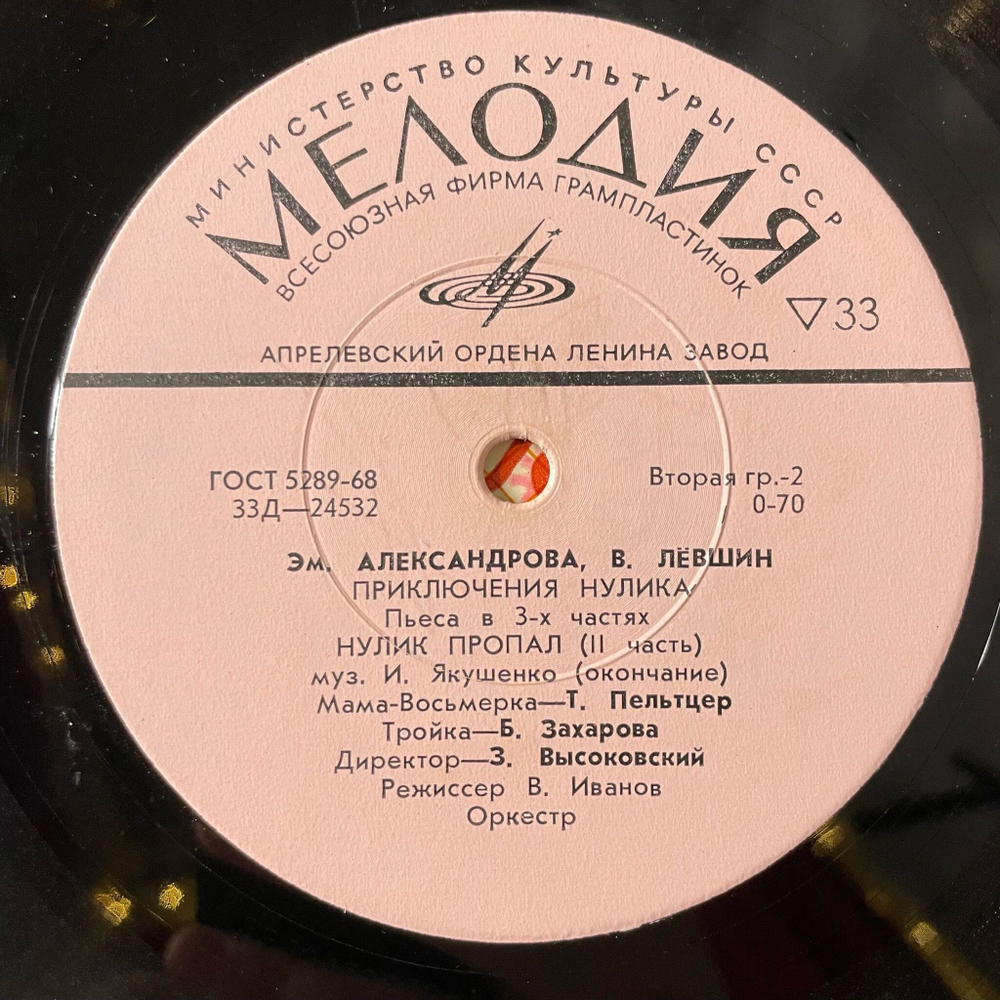 МИНИСТЕРСТВО КУЛЬТУРЫ СССР
МЕЛОДИЯ
ВСЕСОЮЗНАЯ ФИРМА ГРАМПЛАСТИНОК
▽33
АПРЕЛЕВСКИЙ ОРДЕНА ЛЕНИНА ЗАВОД
ГОСТ 5289-68
33Д—24532
Вторая гр.-2
0-70
Эм. АЛЕКСАНДРОВА, В. ЛЁВШИН
ПРИКЛЮЧЕНИЯ НУЛИКА
Пьеса в 3-х частях
НУЛИК ПРОПАЛ (II часть)
муз. И. Якушенко (окончание)
Мама-Восьмерка—Т. Пельтцер
Тройка—Б. Захарова
Директор—З. Высоковский
Режиссер В. Иванов
Оркестр